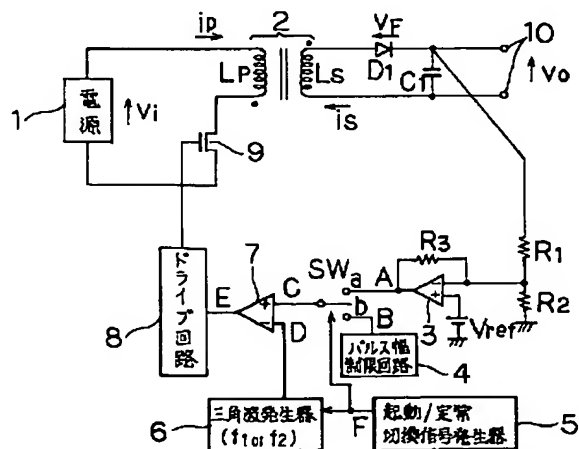 ip
2
VF
10
LP
LS
D1
C1
Vo
1
電源
Vi
iS
9
R3
R1
R2
7
SW
a
A
b
B
C
D
E
3
Vref
8
ドライブ回路
パルス幅
制限回路
4
6
三角波発生器
(f1 or f2)
F
起動/定常
切換信号発生器
5